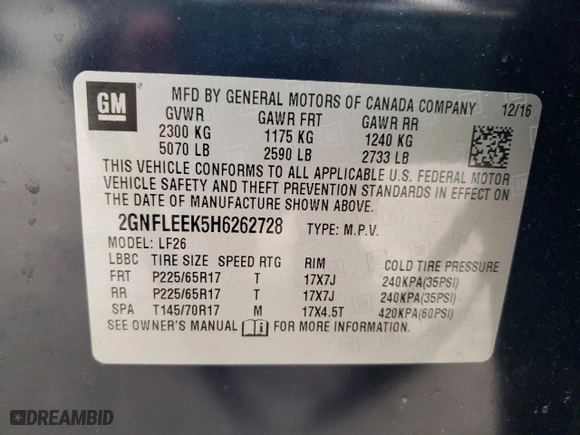 GM
MFD BY GENERAL MOTORS OF CANADA COMPANY 12/16
GVWR GAWR FRT GAWR RR
2300 KG 1175 KG 1240 KG
5070 LB 2590 LB 2733 LB
THIS VEHICLE CONFORMS TO ALL APPLICABLE U.S. FEDERAL MOTOR
VEHICLE SAFETY AND THEFT PREVENTION STANDARDS IN EFFECT ON
THE DATE OF MANUFACTURE SHOWN ABOVE.
2GNFLEEK5H6262728 TYPE: M.P.V.
MODEL: LF26
LBBC TIRE SIZE SPEED RTG RIM COLD TIRE PRESSURE
FRT P225/65R17 T 17X7J 240KPA(35PSI)
RR P225/65R17 T 17X7J 240KPA(35PSI)
SPA T145/70R17 M 17X4.5T 420KPA(60PSI)
SEE OWNER'S MANUAL FOR MORE INFORMATION.
DREAMBID